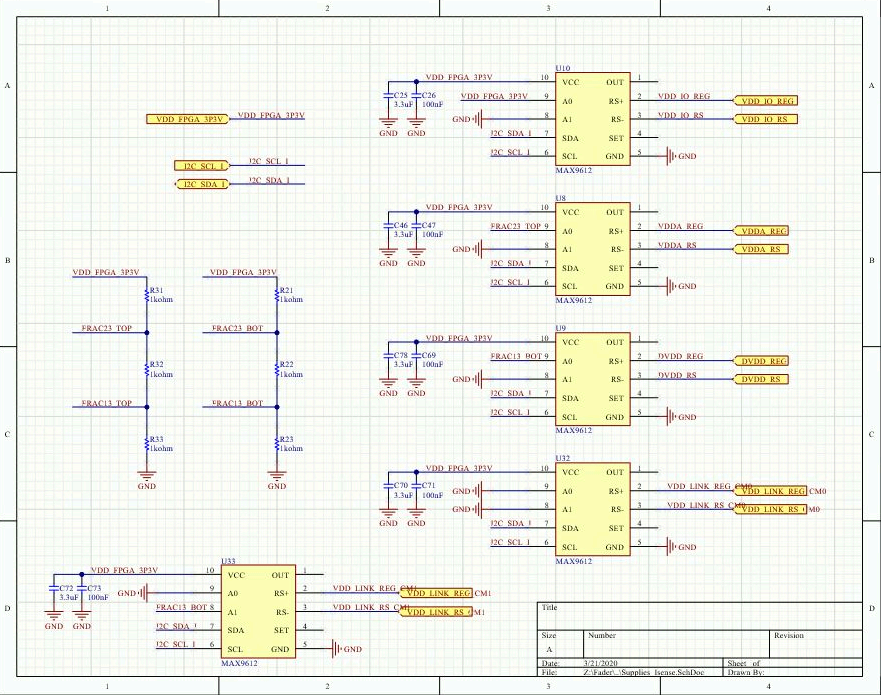 1 2 3 4
A A
B B
C C
D D
VDD_FPGA_3P3V VDD_FPGA_3P3V
I2C_SCL_1 I2C_SCL_1
I2C_SDA_1 I2C_SDA_1
VDD_FPGA_3P3V
R31
1kohm
FRAC23_TOP
R32
1kohm
FRAC13_TOP
R33
1kohm
GND
VDD_FPGA_3P3V
R21
1kohm
FRAC23_BOT
R22
1kohm
FRAC13_BOT
R23
1kohm
GND
U10
VDD_FPGA_3P3V 10 VCC OUT 1
C25 C26
3.3uF 100nF
GND GND
VDD_FPGA_3P3V 9 A0 RS+ 2 VDD_IO_REG VDD_IO_REG
GND 8 A1 RS- 3 VDD_IO_RS VDD_IO_RS
I2C_SDA_1 7 SDA SET 4
I2C_SCL_1 6 SCL GND 5 GND
MAX9612
U8
VDD_FPGA_3P3V 10 VCC OUT 1
C46 C47
3.3uF 100nF
GND GND
FRAC23_TOP 9 A0 RS+ 2 VDDA_REG VDDA_REG
GND 8 A1 RS- 3 VDDA_RS VDDA_RS
I2C_SDA_1 7 SDA SET 4
I2C_SCL_1 6 SCL GND 5 GND
MAX9612
U9
VDD_FPGA_3P3V 10 VCC OUT 1
C78 C69
3.3uF 100nF
GND GND
FRAC13_BOT 9 A0 RS+ 2 DVDD_REG DVDD_REG
GND 8 A1 RS- 3 DVDD_RS DVDD_RS
I2C_SDA_1 7 SDA SET 4
I2C_SCL_1 6 SCL GND 5 GND
MAX9612
U32
VDD_FPGA_3P3V 10 VCC OUT 1
C70 C71
3.3uF 100nF
GND GND
GND 9 A0 RS+ 2 VDD_LINK_REG_CM0 VDD_LINK_REG_CM0
GND 8 A1 RS- 3 VDD_LINK_RS_CM0 VDD_LINK_RS_CM0
I2C_SDA_1 7 SDA SET 4
I2C_SCL_1 6 SCL GND 5 GND
MAX9612
U33
VDD_FPGA_3P3V 10 VCC OUT 1
C72 C73
3.3uF 100nF
GND GND
GND 9 A0 RS+ 2 VDD_LINK_REG_CM1 VDD_LINK_REG_CM1
FRAC13_BOT 8 A1 RS- 3 VDD_LINK_RS_CM1 VDD_LINK_RS_CM1
I2C_SDA_1 7 SDA SET 4
I2C_SCL_1 6 SCL GND 5 GND
MAX9612
Title
Size Number Revision
A
Date: 3/21/2020 Sheet of
File: Z:\Fader\..\Supplies_Isense.SchDoc Drawn By:
1 2 3 4